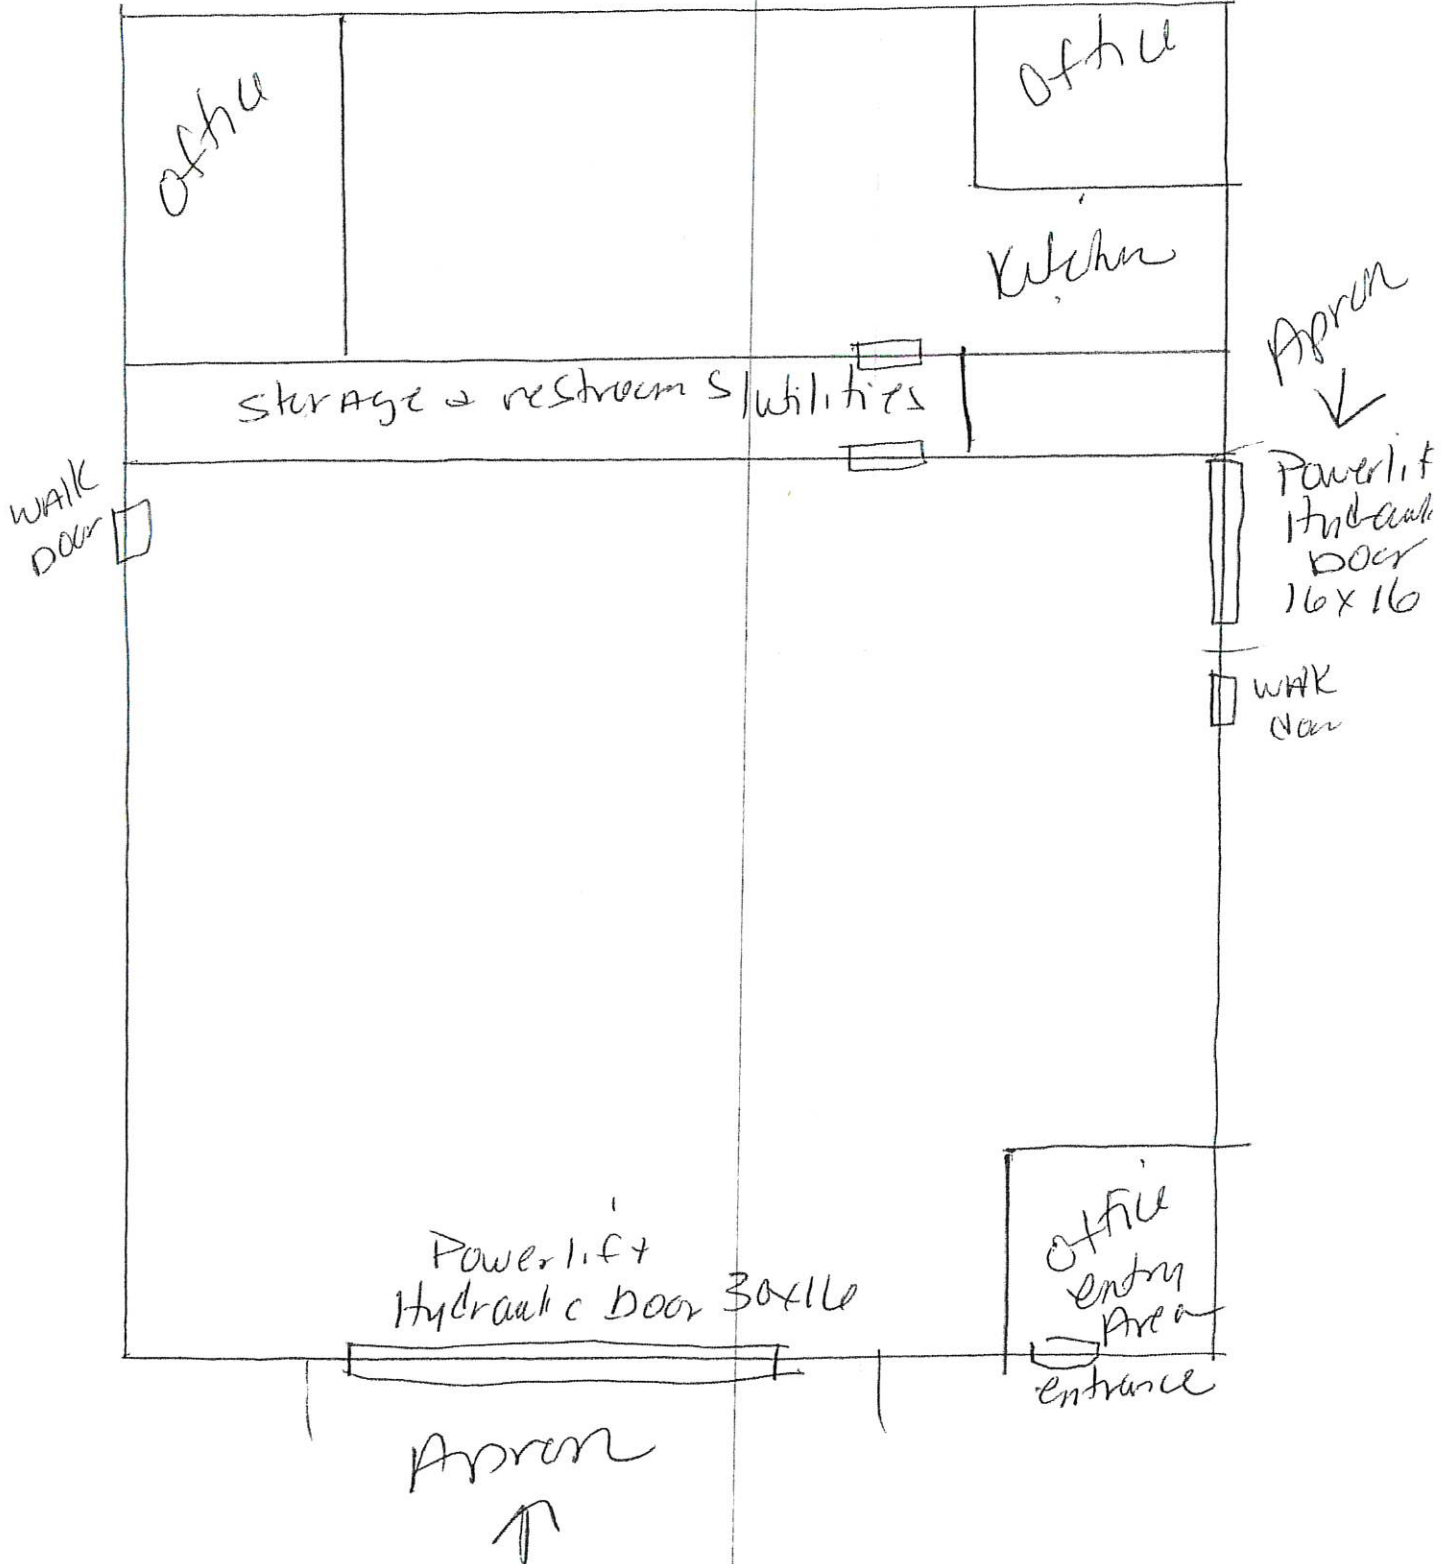 Office
Office
Kitchen
Apron
Storage & restrooms/utilities
Walk
Door
Powerlift
Hydraulic
Door
16x16
Walk
door
Powerlift
Hydraulic Door 30x16
Office
entry
Area
entrance
Apron